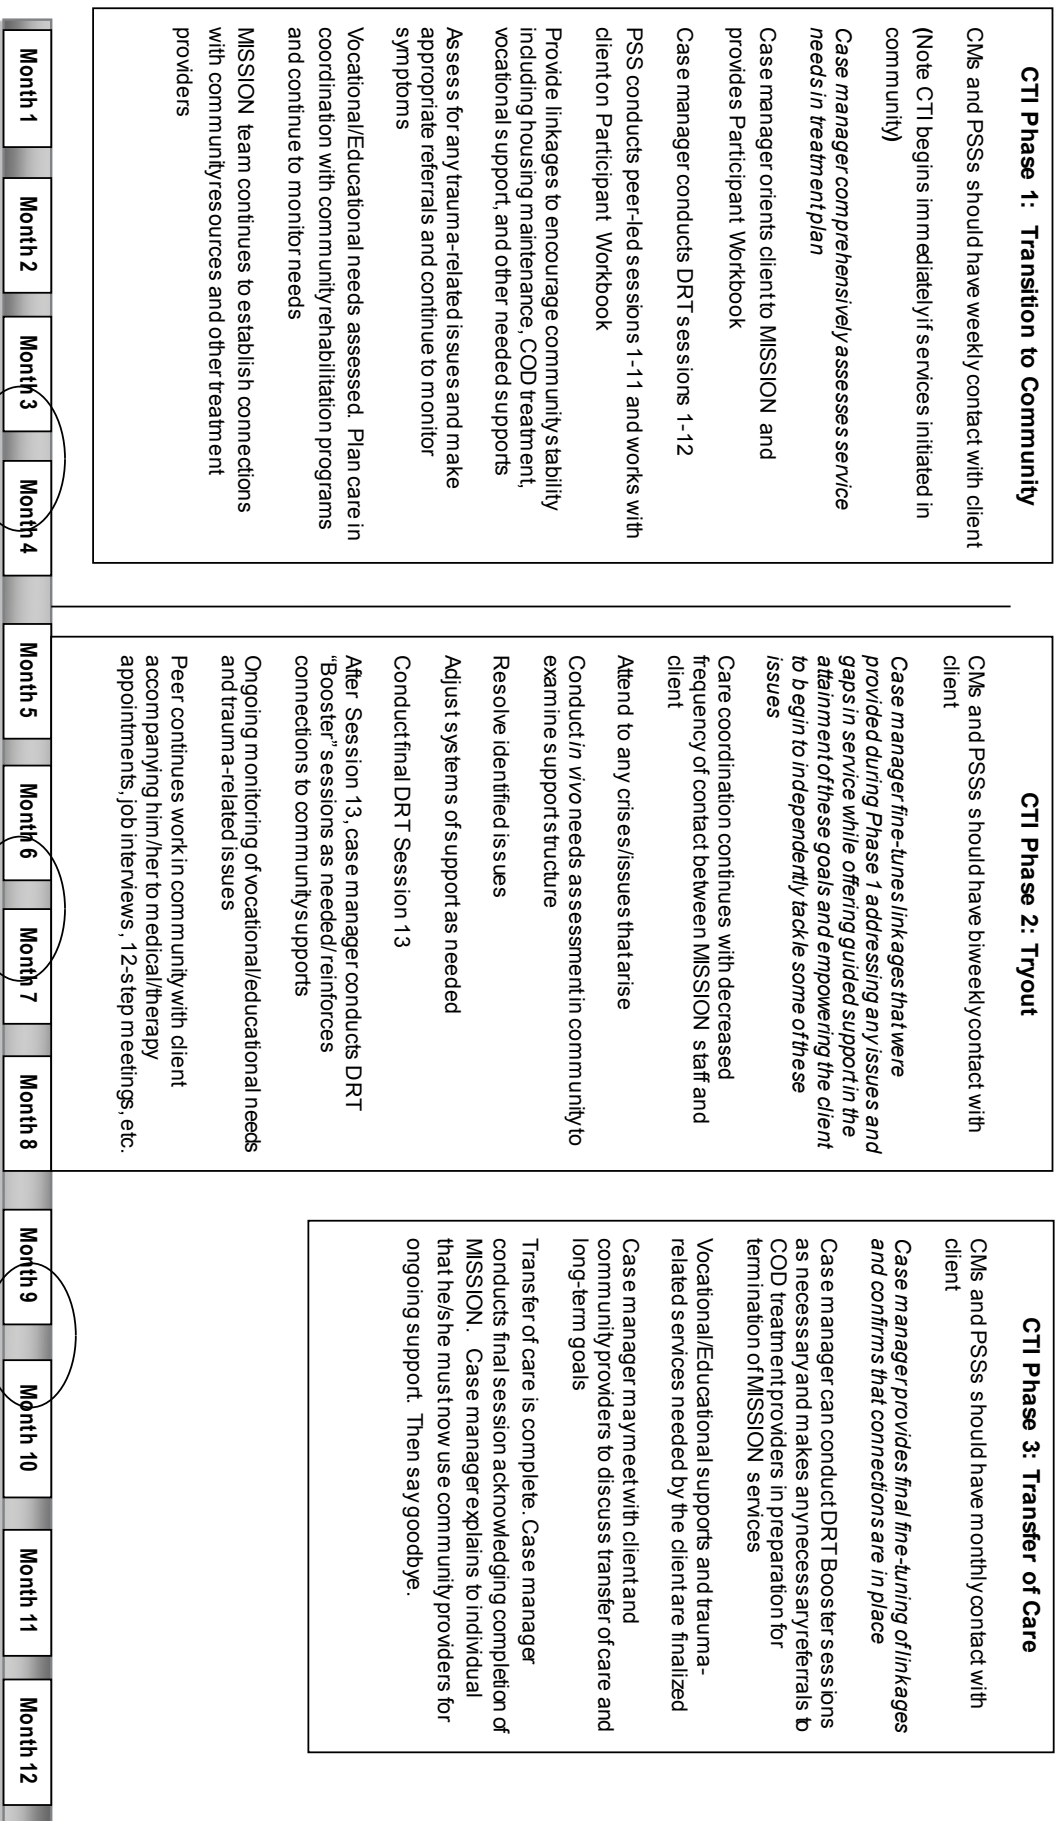 CTI Phase 1: Transition to Community
CMs and PSSs should have weekly contact with client
(Note CTI begins immediately if services initiated in
community)
Case manager comprehensively assesses service
needs in treatment plan
Case manager orients client to MISSION and
provides Participant Workbook
Case manager conducts DRT sessions 1-12
PSS conducts peer-led sessions 1-11 and works with
client on Participant Workbook
Provide linkages to encourage community stability
including housing maintenance, COD treatment,
vocational support, and other needed supports
Assess for any trauma-related issues and make
appropriate referrals and continue to monitor
symptoms
Vocational/Educational needs assessed. Plan care in
coordination with community rehabilitation programs
and continue to monitor needs
MISSION team continues to establish connections
with community resources and other treatment
providers
CTI Phase 2: Tryout
CMs and PSSs should have biweekly contact with
client
Case manager fine-tunes linkages that were
provided during Phase 1 addressing any issues and
gaps in service while offering guided support in the
attainment of these goals and empowering the client
to begin to independently tackle some of these
issues
Care coordination continues with decreased
frequency of contact between MISSION staff and
client
Attend to any crises/issues that arise
Conduct in vivo needs assessment in community to
examine support structure
Resolve identified issues
Adjust systems of support as needed
Conduct final DRT Session 13
After Session 13, case manager conducts DRT
"Booster" sessions as needed/ reinforces
connections to community supports
Ongoing monitoring of vocational/educational needs
and trauma-related issues
Peer continues work in community with client
accompanying him/her to medical/therapy
appointments, job interviews, 12-step meetings, etc.
CTI Phase 3: Transfer of Care
CMs and PSSs should have monthly contact with
client
Case manager provides final fine-tuning of linkages
and confirms that connections are in place
Case manager can conduct DRT Booster sessions
as necessary and makes any necessary referrals to
COD treatment providers in preparation for
termination of MISSION services
Vocational/Educational supports and trauma-
related services needed by the client are finalized
Case manager may meet with client and
community providers to discuss transfer of care and
long-term goals
Transfer of care is complete. Case manager
conducts final session acknowledging completion of
MISSION. Case manager explains to individual
that he/she must now use community providers for
ongoing support. Then say goodbye.
Month 1
Month 2
Month 3
Month 4
Month 5
Month 6
Month 7
Month 8
Month 9
Month 10
Month 11
Month 12